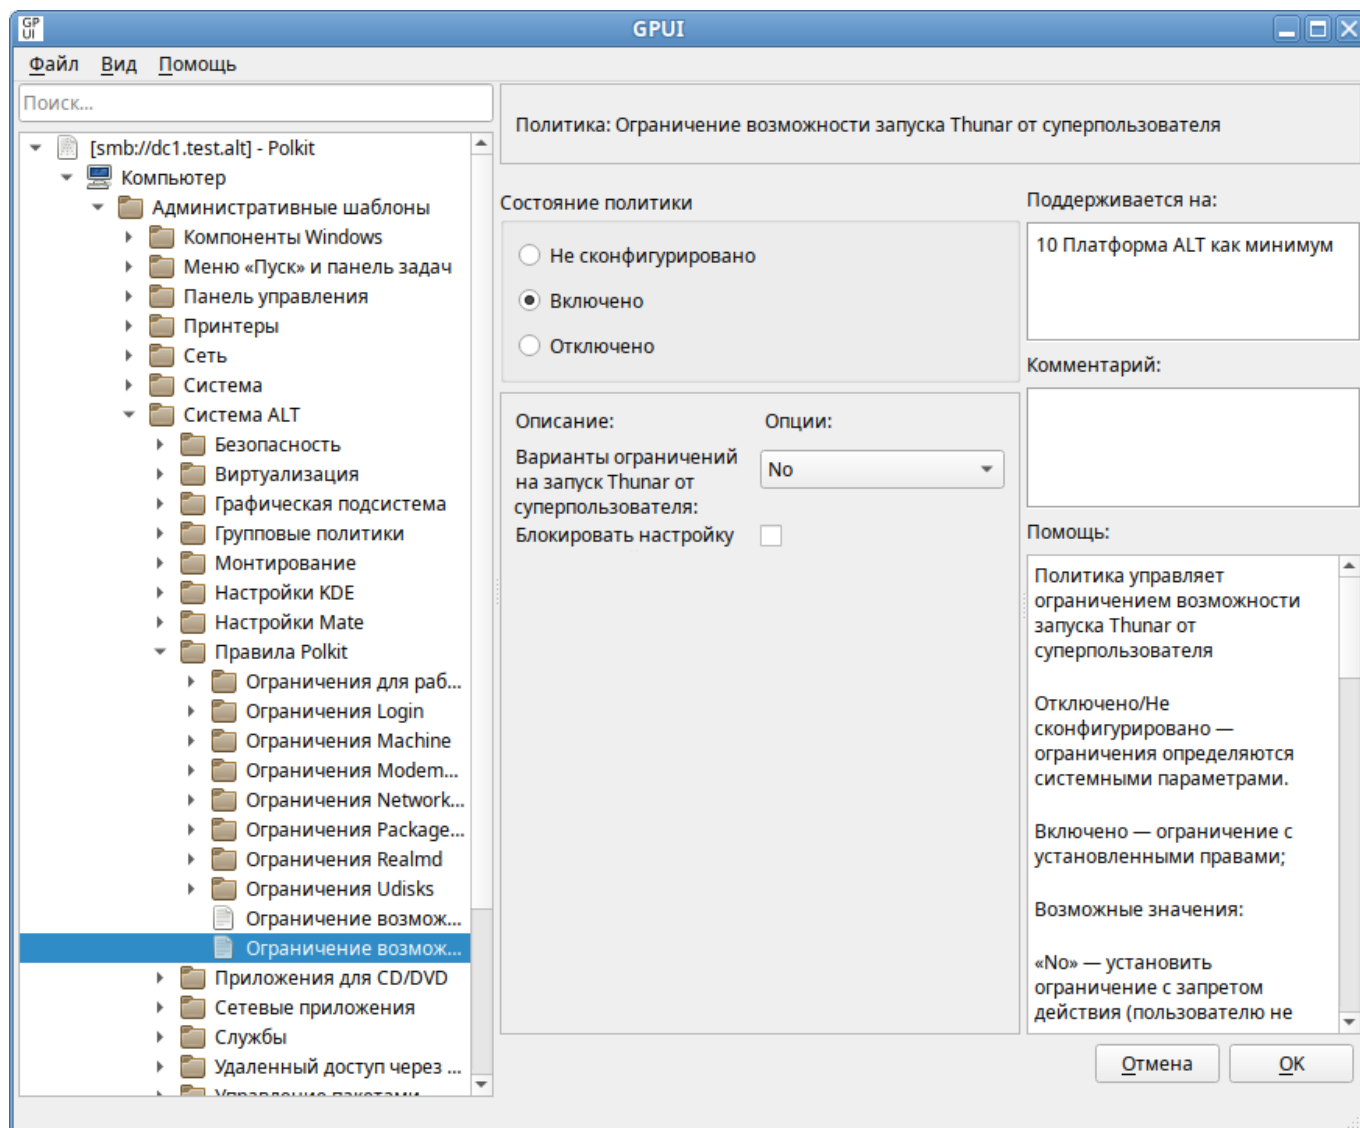 GP
UI
GPUI
Файл Вид Помощь
Поиск...
[smb://dc1.test.alt] - Polkit
Компьютер
Административные шаблоны
Компоненты Windows
Меню «Пуск» и панель задач
Панель управления
Принтеры
Сеть
Система
Система ALT
Безопасность
Виртуализация
Графическая подсистема
Групповые политики
Монтирование
Настройки KDE
Настройки Mate
Правила Polkit
Ограничения для раб...
Ограничения Login
Ограничения Machine
Ограничения Modem...
Ограничения Network...
Ограничения Package...
Ограничения Realmd
Ограничения Udisks
Ограничение возмож...
Ограничение возмож...
Приложения для CD/DVD
Сетевые приложения
Службы
Удаленный доступ через ...
Управление пакетами
Политика: Ограничение возможности запуска Thunar от суперпользователя
Состояние политики
Не сконфигурировано
Включено
Отключено
Описание: Опции:
Варианты ограничений
на запуск Thunar от
суперпользователя:
No
Блокировать настройку
Поддерживается на:
10 Платформа ALT как минимум
Комментарий:
Помощь:
Политика управляет
ограничением возможности
запуска Thunar от
суперпользователя
Отключено/Не
сконфигурировано —
ограничения определяются
системными параметрами.
Включено — ограничение с
установленными правами;
Возможные значения:
«No» — установить
ограничение с запретом
действия (пользователю не
Отмена OK